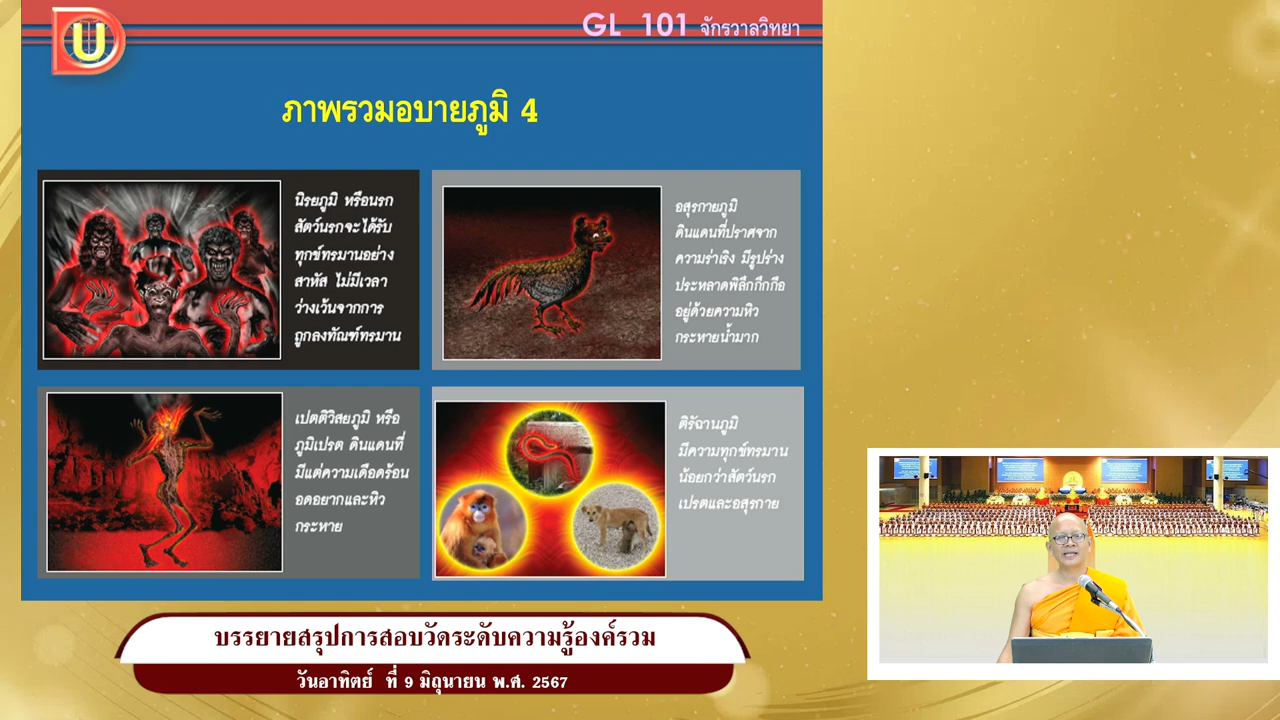 U
GL 101 จักรวาลวิทยา
ภาพรวมอบายภูมิ 4
นิรยภูมิ หรือนรก
สัตว์นรกจะได้รับ
ทุกข์ทรมานอย่าง
สาหัส ไม่มีเวลา
ว่างเว้นจากการ
ถูกลงทัณฑ์ทรมาน
อสุรกายภูมิ
ดินแดนที่ปราศจาก
ความร่าเริง มีรูปร่าง
ประหลาดพิลึกกึกกือ
อยู่ด้วยความหิว
กระหายน้ำมาก
เปตติวิสยภูมิ หรือ
ภูมิเปรต ดินแดนที่
มีแต่ความเดือดร้อน
อดอยากและหิว
กระหาย
ติรัจฉานภูมิ
มีความทุกข์ทรมาน
น้อยกว่าสัตว์นรก
เปรตและอสุรกาย
บรรยายสรุปการสอบวัดระดับความรู้องค์รวม
วันอาทิตย์ ที่ 9 มิถุนายน พ.ศ. 2567